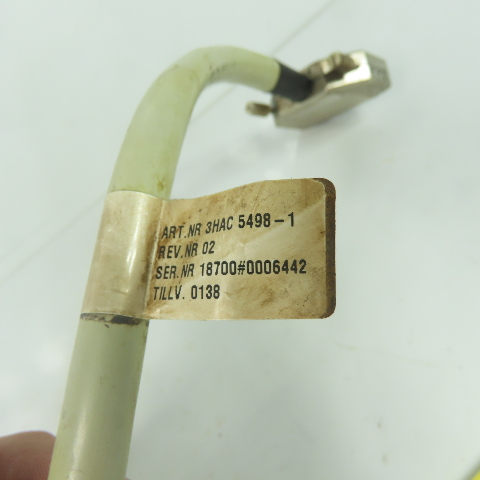 ART.NR 3HAC 5498-1
REV.NR 02
SER.NR 18700#0006442
TILLV. 0138